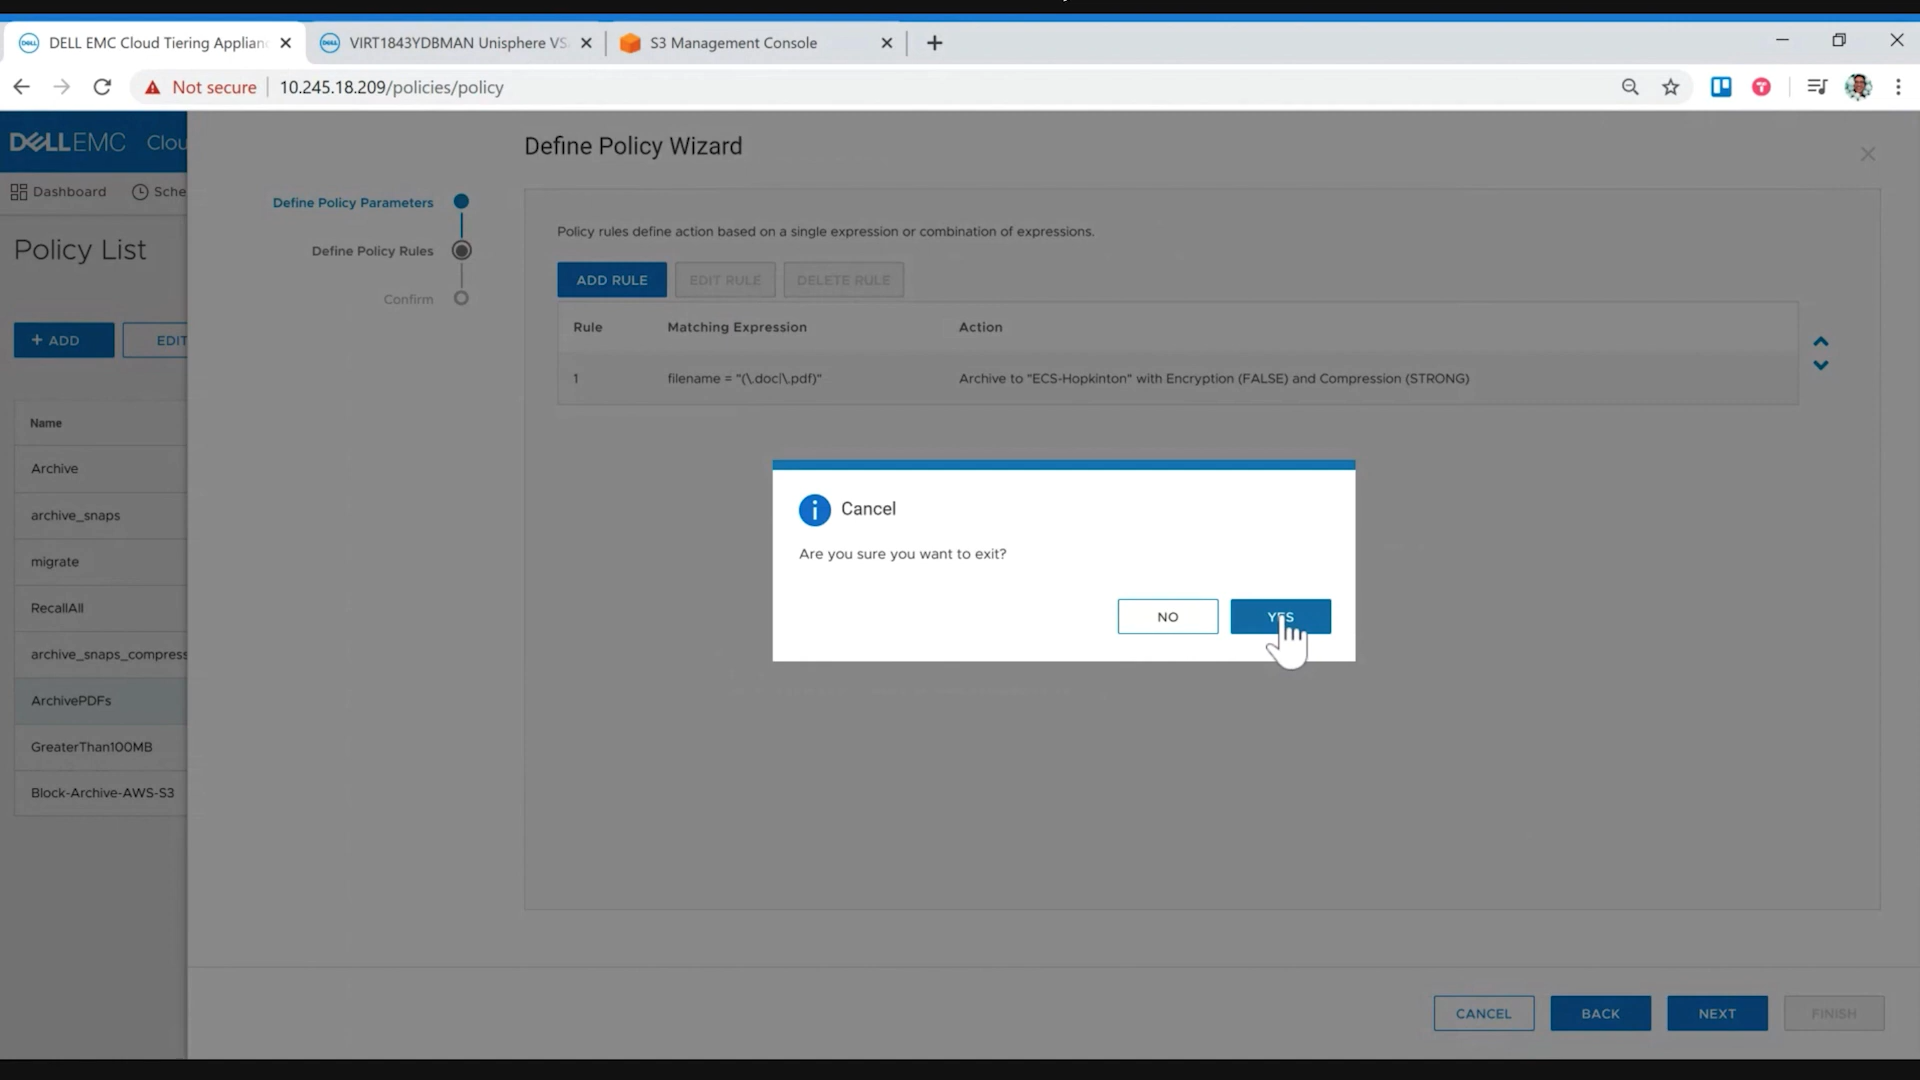 DELL EMC Cloud Tiering Applianc
VIRT1843YDBMAN Unisphere VS
S3 Management Console
Not secure
10.245.18.209/policies/policy
DELLEMC Clou
Define Policy Wizard
Dashboard
Sche
Define Policy Parameters
Define Policy Rules
Confirm
Policy List
+ ADD
EDIT
Policy rules define action based on a single expression or combination of expressions.
ADD RULE
EDIT RULE
DELETE RULE
Rule
Matching Expression
Action
1
filename = "(\.doc|\.pdf)"
Archive to "ECS-Hopkinton" with Encryption (FALSE) and Compression (STRONG)
Name
Archive
archive_snaps
migrate
RecallAll
archive_snaps_compress
ArchivePDFs
GreaterThan100MB
Block-Archive-AWS-S3
Cancel
Are you sure you want to exit?
NO
YES
CANCEL
BACK
NEXT
FINISH